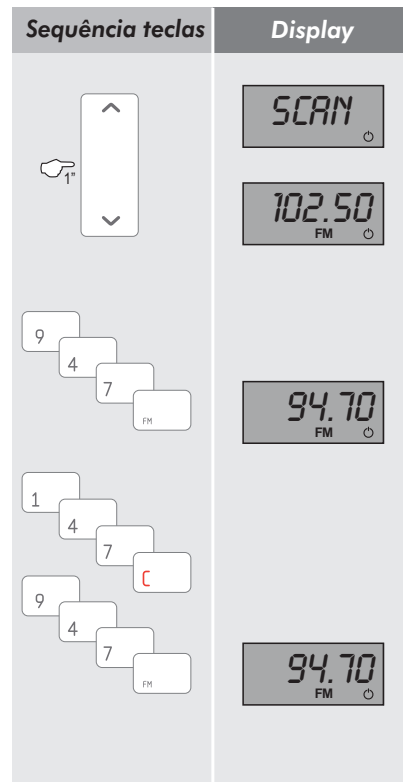 Sequência teclas Display
SCAN
1"
102.50
FM
9
4
7
FM
94.70
FM
1
4
7
C
9
4
7
FM
94.70
FM